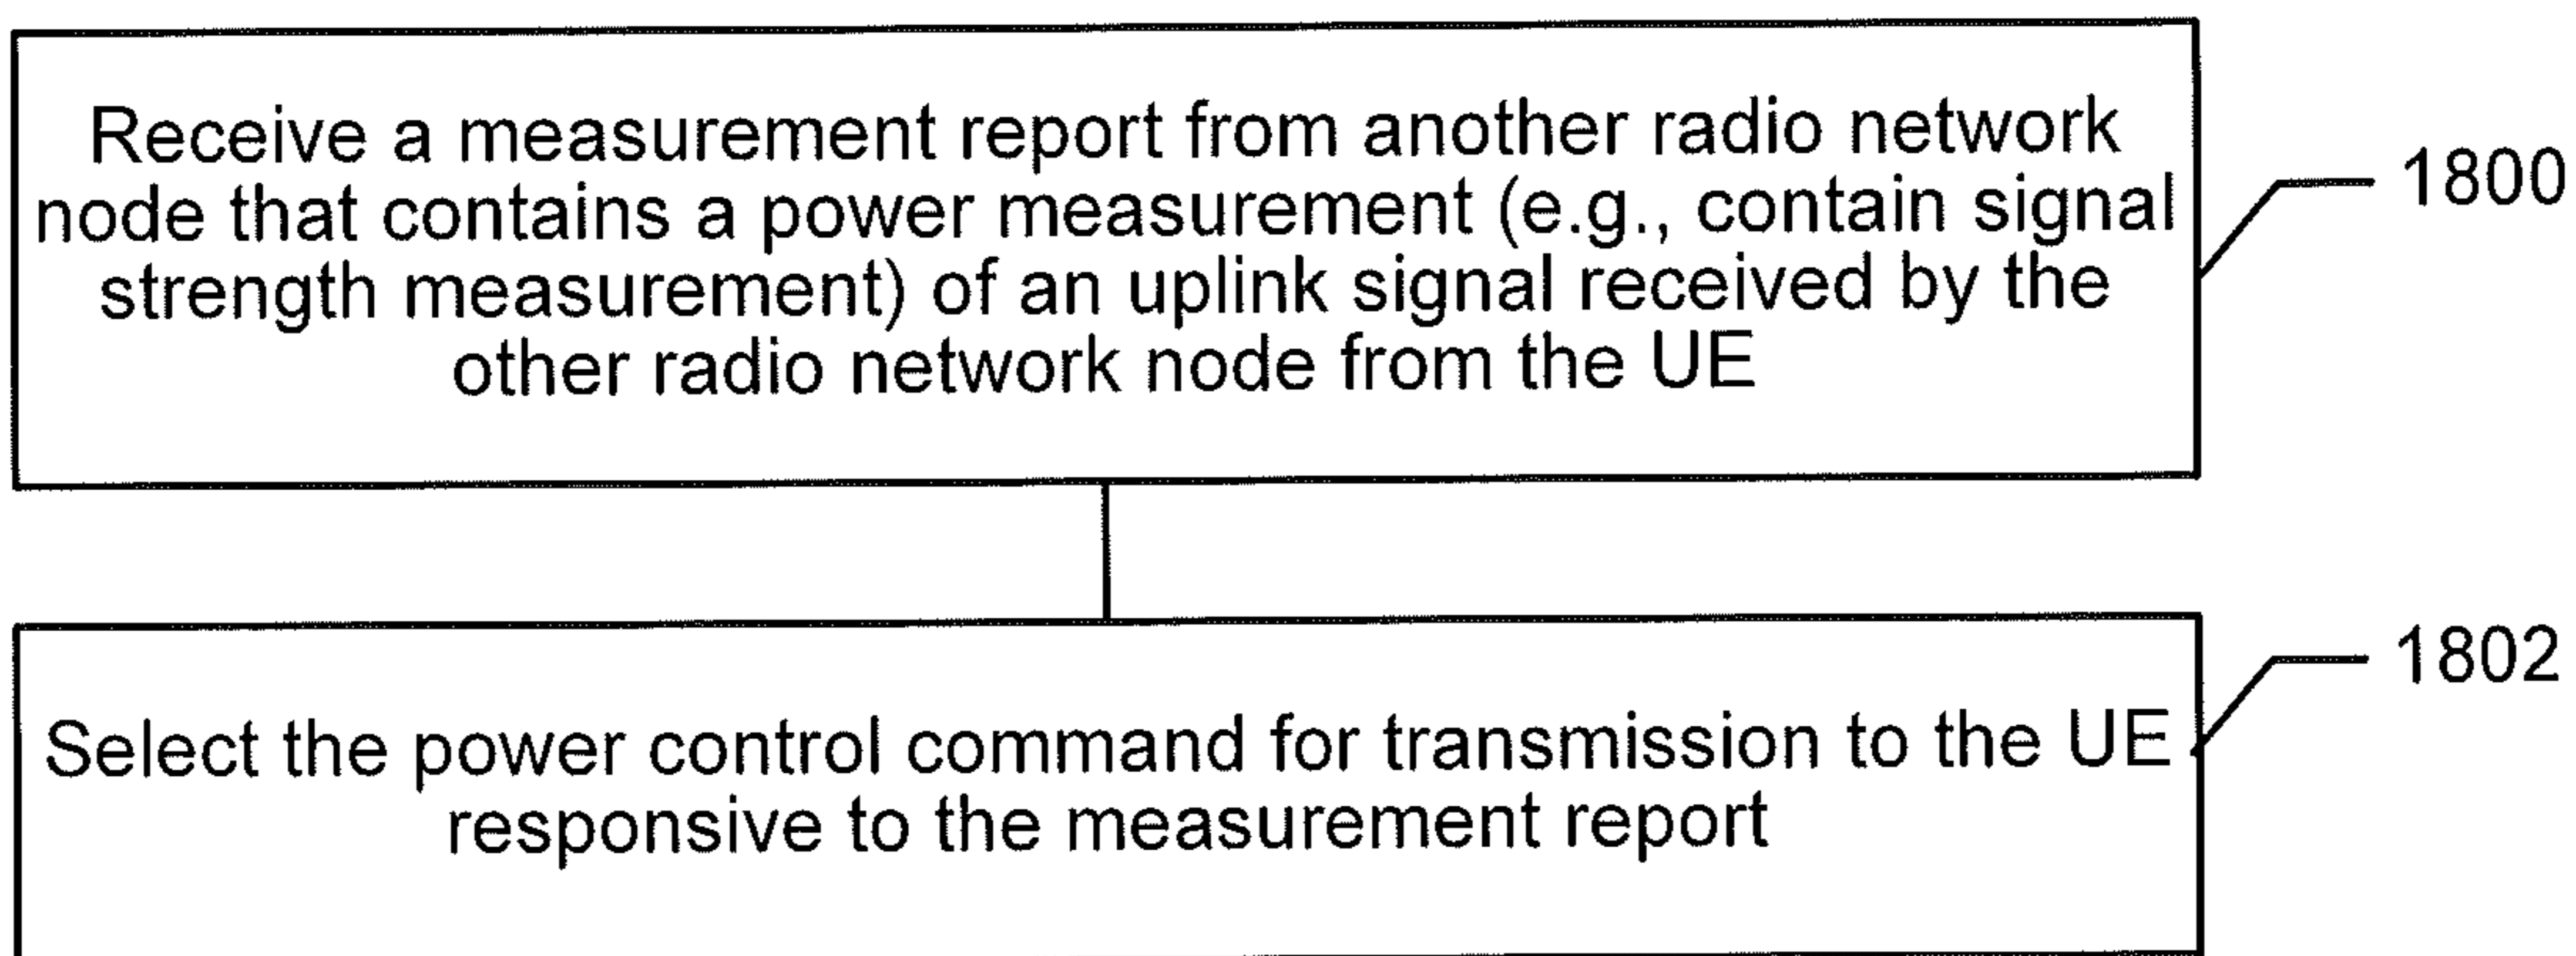 Receive a measurement report from another radio network
node that contains a power measurement (e.g., contain signal
strength measurement) of an uplink signal received by the
other radio network node from the UE
1800
Select the power control command for transmission to the UE
responsive to the measurement report
1802